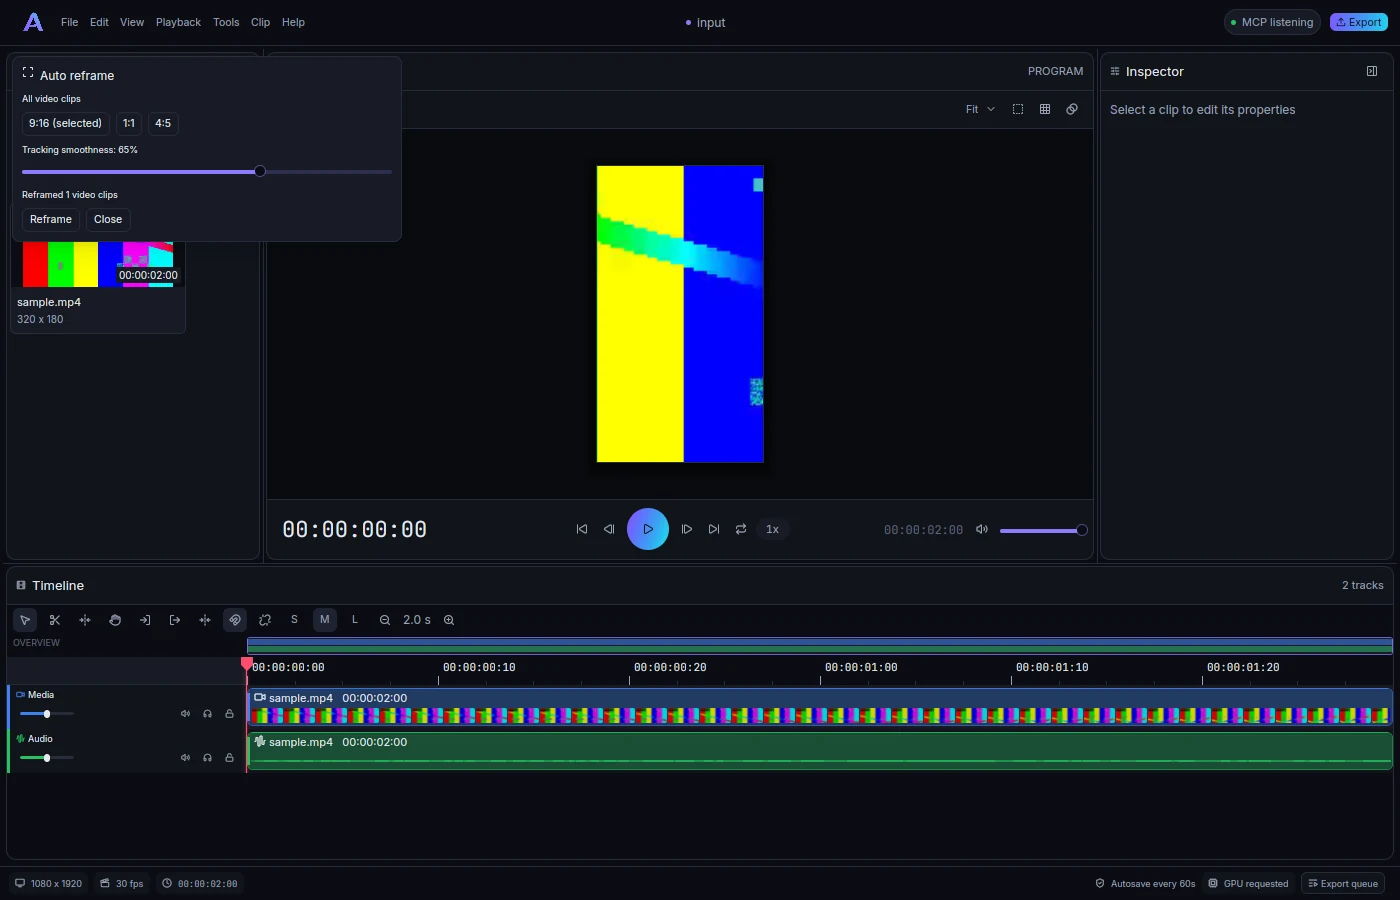 File Edit View Playback Tools Clip Help
input
MCP listening
Export
Auto reframe
All video clips
9:16 (selected) 1:1 4:5
Tracking smoothness: 65%
Reframed 1 video clips
Reframe Close
00:00:02:00
sample.mp4
320 x 180
PROGRAM
Fit
00:00:00:00
1x
00:00:02:00
Inspector
Select a clip to edit its properties
Timeline
2 tracks
S M L 2.0 s
OVERVIEW
00:00:00:00 00:00:00:10 00:00:00:20 00:00:01:00 00:00:01:10 00:00:01:20
Media
sample.mp4 00:00:02:00
Audio
sample.mp4 00:00:02:00
1080 x 1920 30 fps 00:00:02:00
Autosave every 60s GPU requested Export queue